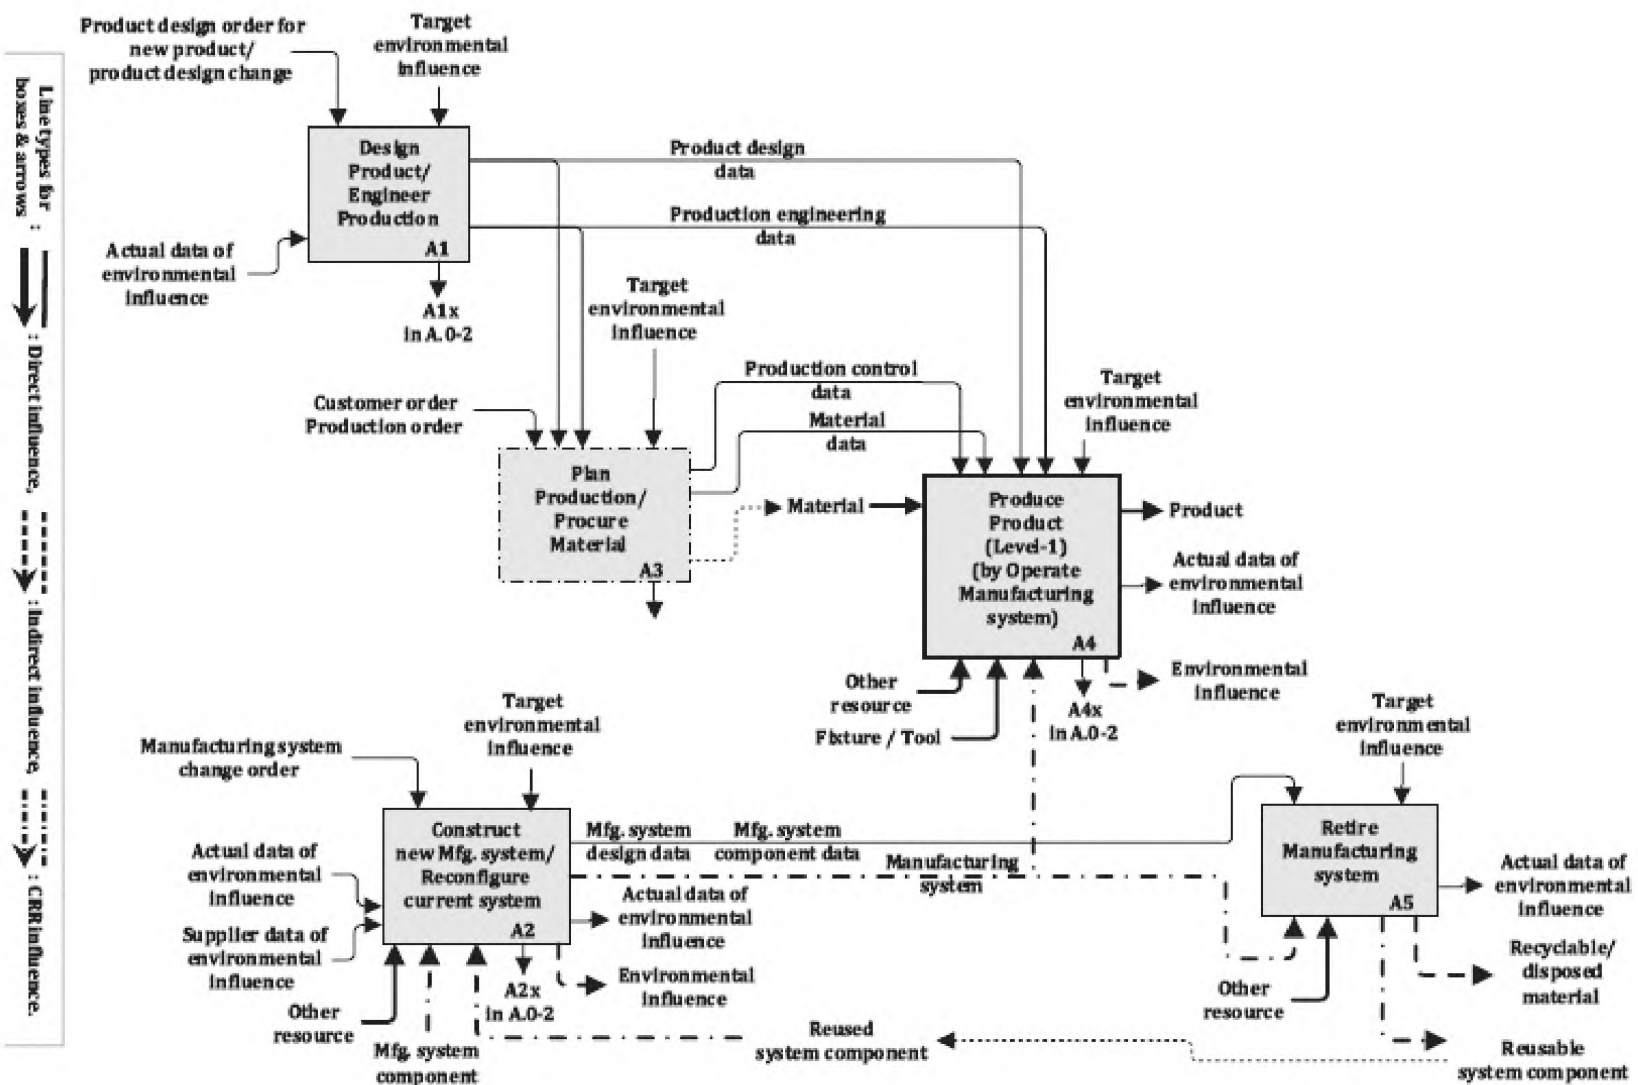 Product design order for
new product/
product design change
Target
environmental
influence
Line types for :
boxes & arrows :
: Direct influence,
: Indirect influence,
: CRR influence.
Design
Product/
Engineer
Production
A1
Product design
data
Production engineering
data
Actual data of
environmental
influence
A1x
in A.0-2
Target
environmental
influence
Customer order
Production order
Production control
data
Material
data
Target
environmental
influence
Plan
Production/
Procure
Material
A3
Material
Produce
Product
(Level-1)
(by Operate
Manufacturing
system)
A4
Product
Actual data of
environmental
influence
Environmental
influence
Other
resource
Fixture / Tool
A4x
in A.0-2
Target
environmental
influence
Manufacturing system
change order
Target
environmental
influence
Construct
new Mfg. system/
Reconfigure
current system
A2
Mfg. system
design data
Mfg. system
component data
Manufacturing
system
Retire
Manufacturing
system
A5
Actual data of
environmental
influence
Supplier data of
environmental
influence
Actual data of
environmental
influence
Environmental
influence
Actual data of
environmental
influence
Recyclable/
disposed
material
Other
resource
A2x
in A.0-2
Mfg. system
component
Other
resource
Reused
system component
Reusable
system component